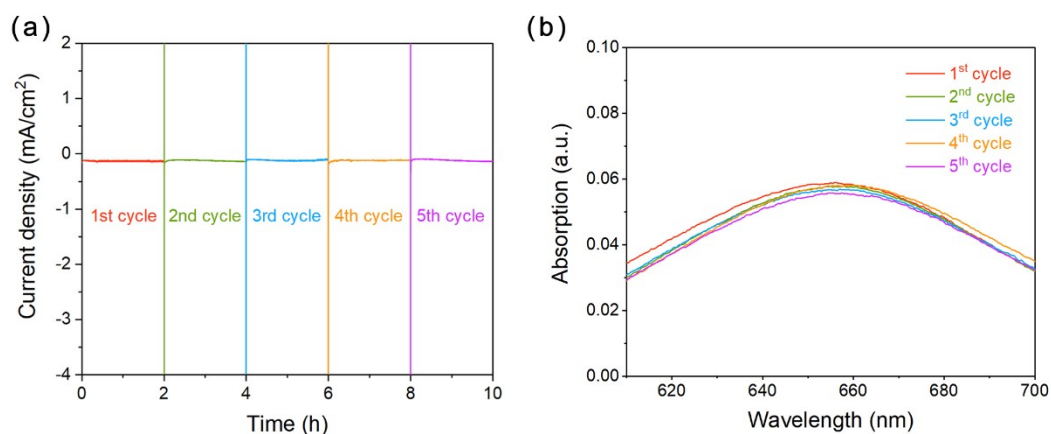 (a)
Current density (mA/cm²)
2
1
0
-1
-2
-3
-4
1st cycle
2nd cycle
3rd cycle
4th cycle
5th cycle
0
2
4
6
8
10
Time (h)
(b)
Absorption (a.u.)
0.10
0.08
0.06
0.04
0.02
0.00
1st cycle
2nd cycle
3rd cycle
4th cycle
5th cycle
620
640
660
680
700
Wavelength (nm)